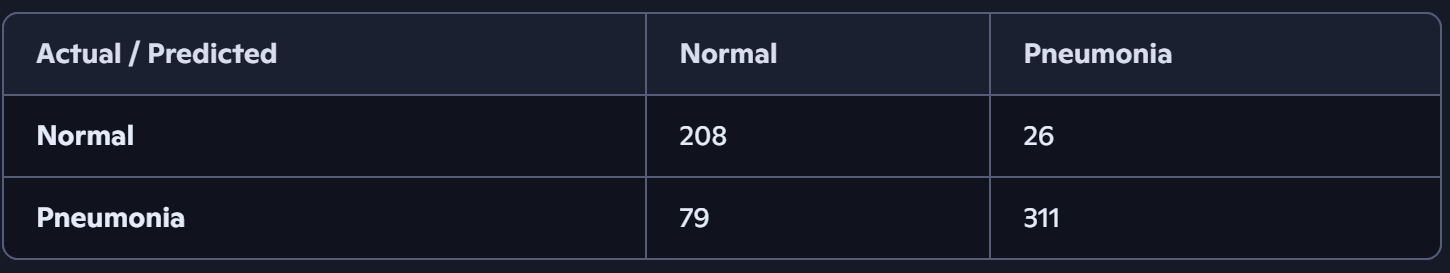 Actual / Predicted Normal Pneumonia
Normal 208 26
Pneumonia 79 311